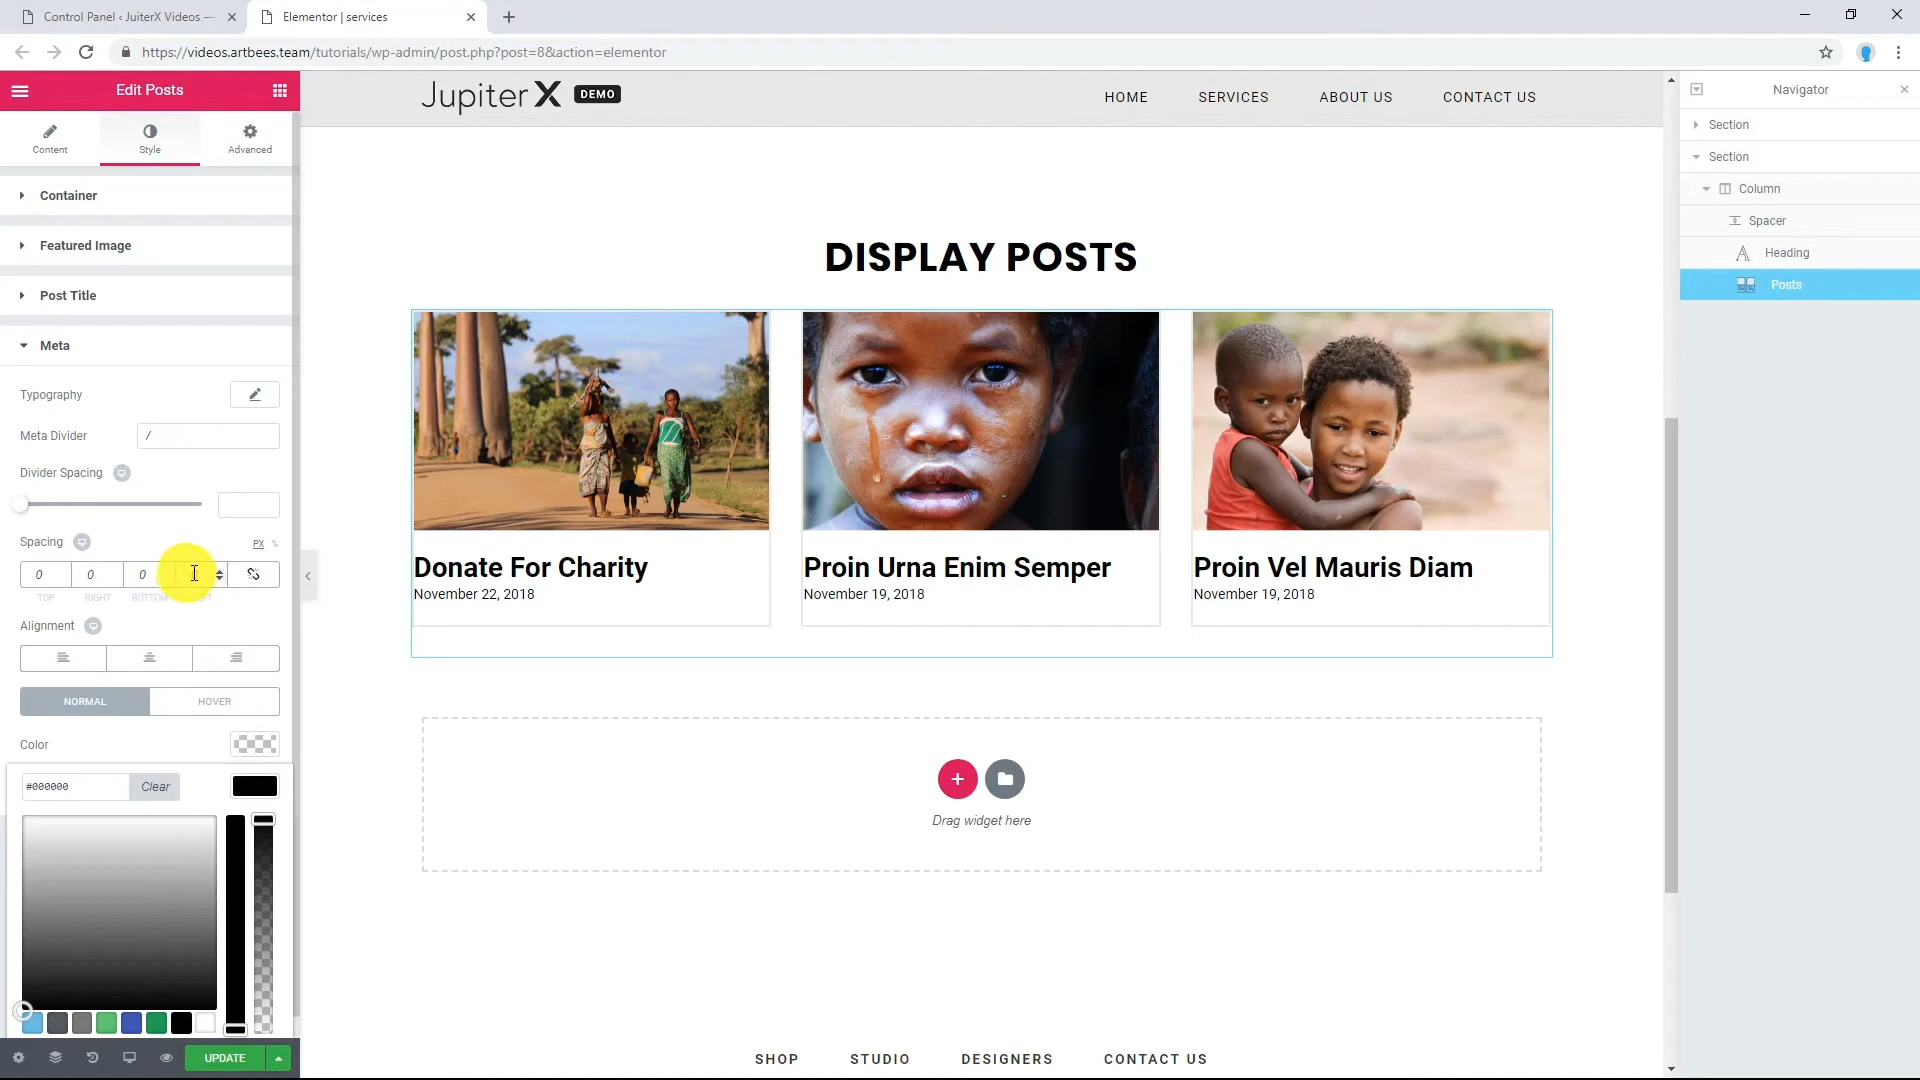 Control Panel ‹ JuiterX Videos —
Elementor | services
https://videos.artbees.team/tutorials/wp-admin/post.php?post=8&action=elementor
Edit Posts
Content
Style
Advanced
Container
Featured Image
Post Title
Meta
Typography
Meta Divider
/
Divider Spacing
Spacing
PX
%
0
0
0
TOP
RIGHT
BOTTOM
Alignment
NORMAL
HOVER
Color
#000000
Clear
UPDATE
Jupiter X
DEMO
HOME
SERVICES
ABOUT US
CONTACT US
DISPLAY POSTS
Donate For Charity
November 22, 2018
Proin Urna Enim Semper
November 19, 2018
Proin Vel Mauris Diam
November 19, 2018
Drag widget here
SHOP
STUDIO
DESIGNERS
CONTACT US
Navigator
Section
Section
Column
Spacer
Heading
Posts